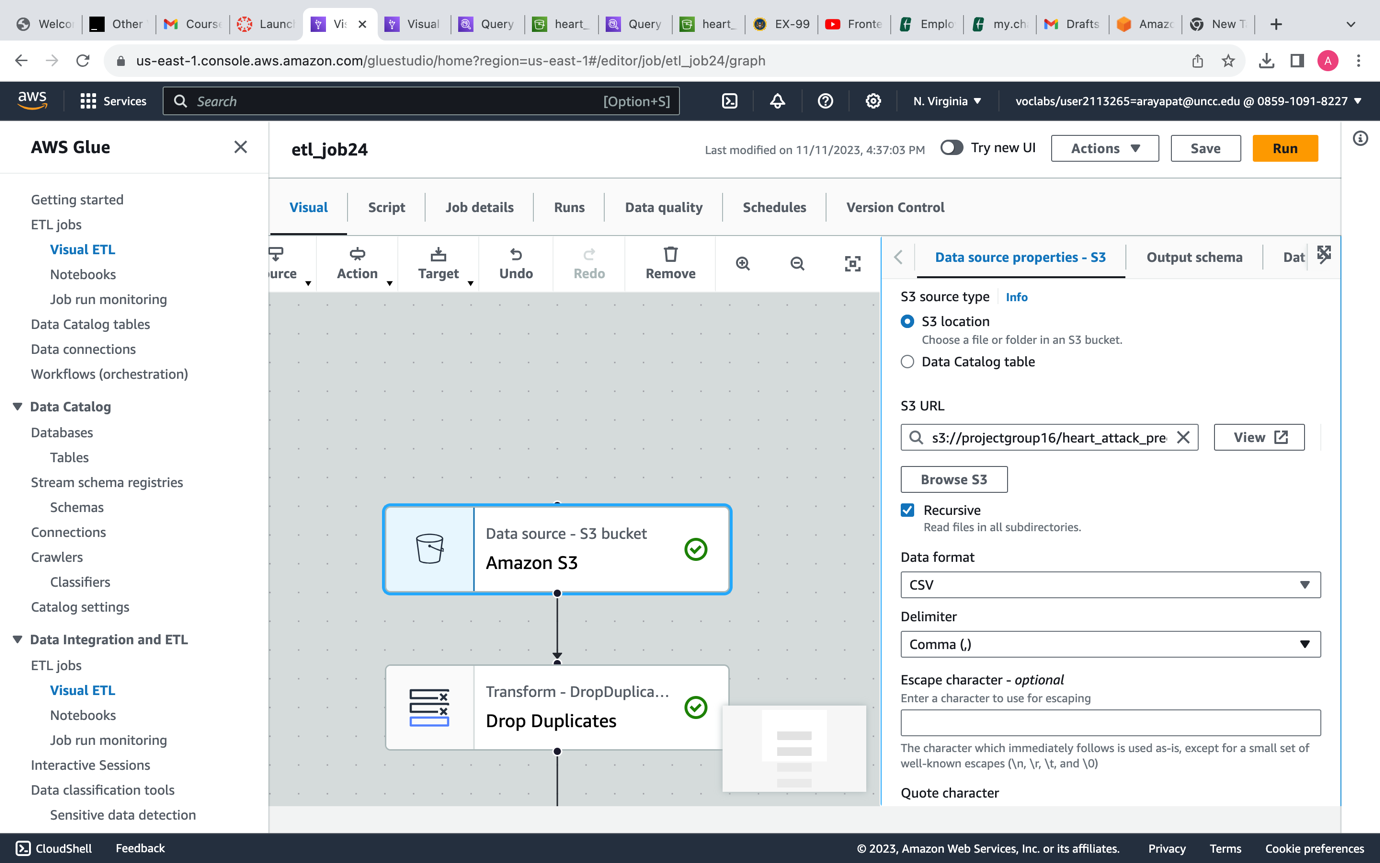 Welco
Other
Course
Launch
Vis
Visual
Query
heart_
Query
heart_
EX-99
Fronte
Emplo
my.ch
Drafts
Amazo
New T
us-east-1.console.aws.amazon.com/gluestudio/home?region=us-east-1#/editor/job/etl_job24/graph
A
aws
Services
Search
[Option+S]
N. Virginia
voclabs/user2113265=arayapat@uncc.edu @ 0859-1091-8227
AWS Glue
Getting started
ETL jobs
Visual ETL
Notebooks
Job run monitoring
Data Catalog tables
Data connections
Workflows (orchestration)
Data Catalog
Databases
Tables
Stream schema registries
Schemas
Connections
Crawlers
Classifiers
Catalog settings
Data Integration and ETL
ETL jobs
Visual ETL
Notebooks
Job run monitoring
Interactive Sessions
Data classification tools
Sensitive data detection
etl_job24
Last modified on 11/11/2023, 4:37:03 PM
Try new UI
Actions
Save
Run
Visual
Script
Job details
Runs
Data quality
Schedules
Version Control
urce
Action
Target
Undo
Redo
Remove
Data source - S3 bucket
Amazon S3
Transform - DropDuplica...
Drop Duplicates
Data source properties - S3
Output schema
Dat
S3 source type
Info
S3 location
Choose a file or folder in an S3 bucket.
Data Catalog table
S3 URL
s3://projectgroup16/heart_attack_pre
View
Browse S3
Recursive
Read files in all subdirectories.
Data format
CSV
Delimiter
Comma (,)
Escape character - optional
Enter a character to use for escaping
The character which immediately follows is used as-is, except for a small set of
well-known escapes (\n, \r, \t, and \0)
Quote character
CloudShell
Feedback
© 2023, Amazon Web Services, Inc. or its affiliates.
Privacy
Terms
Cookie preferences